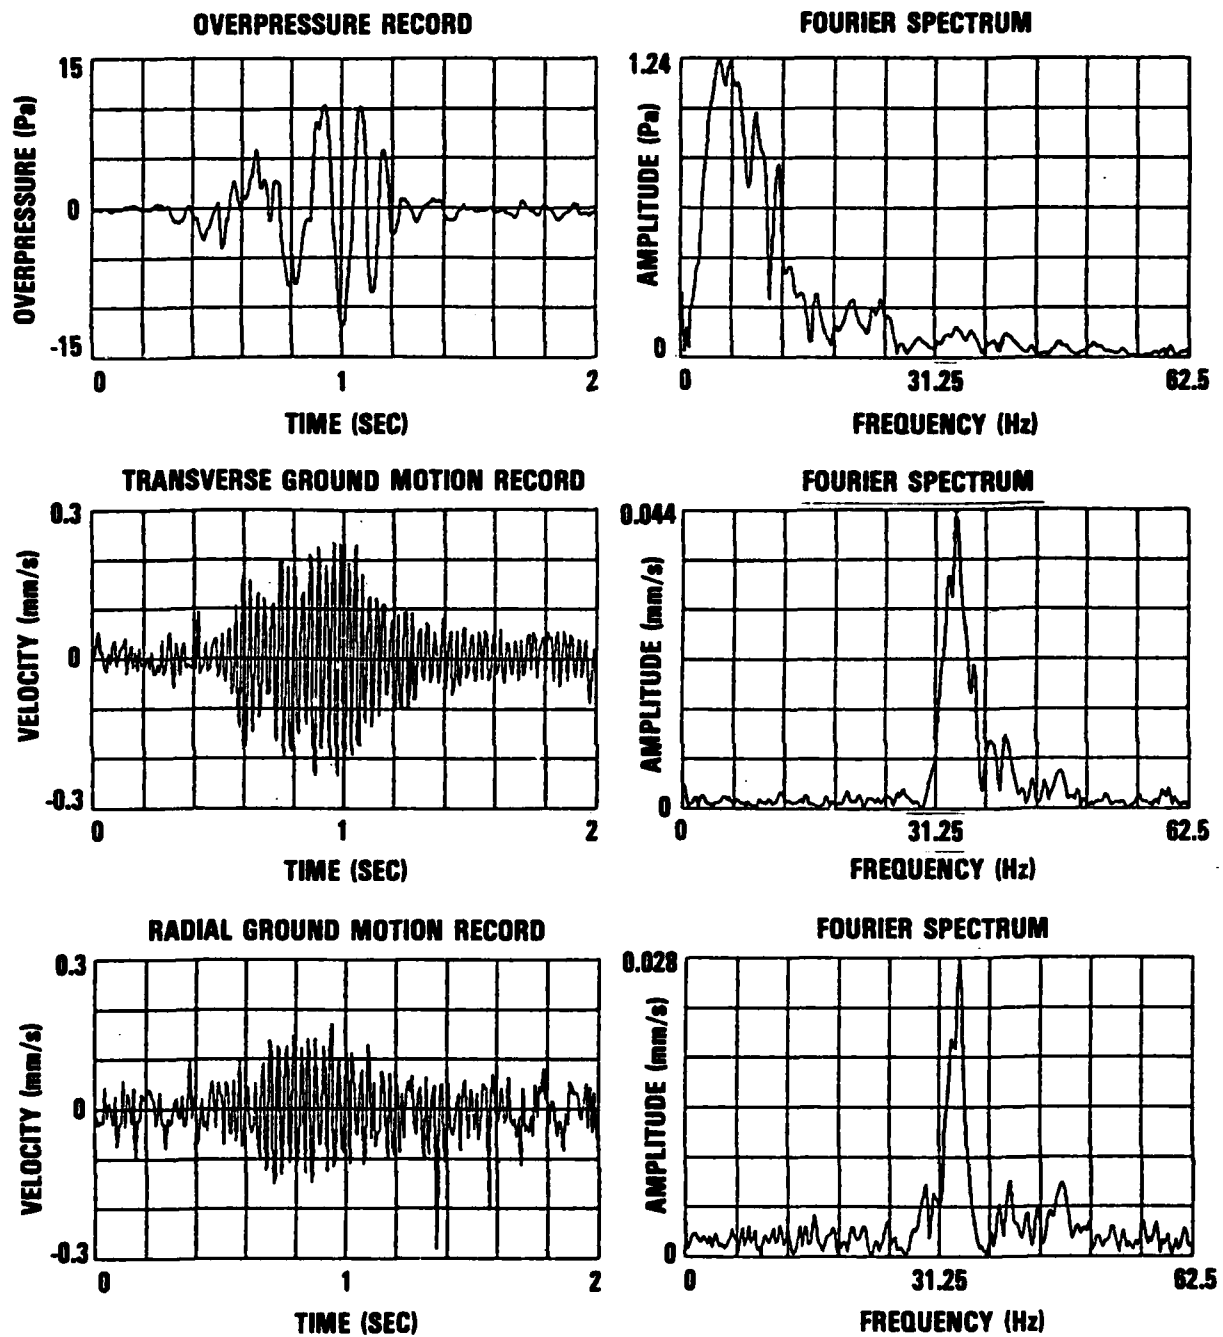 OVERPRESSURE RECORD
15
0
-15
OVERPRESSURE (Pa)
0 1 2
TIME (SEC)
FOURIER SPECTRUM
1.24
0
AMPLITUDE (Pa)
0 31.25 62.5
FREQUENCY (Hz)
TRANSVERSE GROUND MOTION RECORD
0.3
0
-0.3
VELOCITY (mm/s)
0 1 2
TIME (SEC)
FOURIER SPECTRUM
0.044
0
AMPLITUDE (mm/s)
0 31.25 62.5
FREQUENCY (Hz)
RADIAL GROUND MOTION RECORD
0.3
0
-0.3
VELOCITY (mm/s)
0 1 2
TIME (SEC)
FOURIER SPECTRUM
0.028
0
AMPLITUDE (mm/s)
0 31.25 62.5
FREQUENCY (Hz)